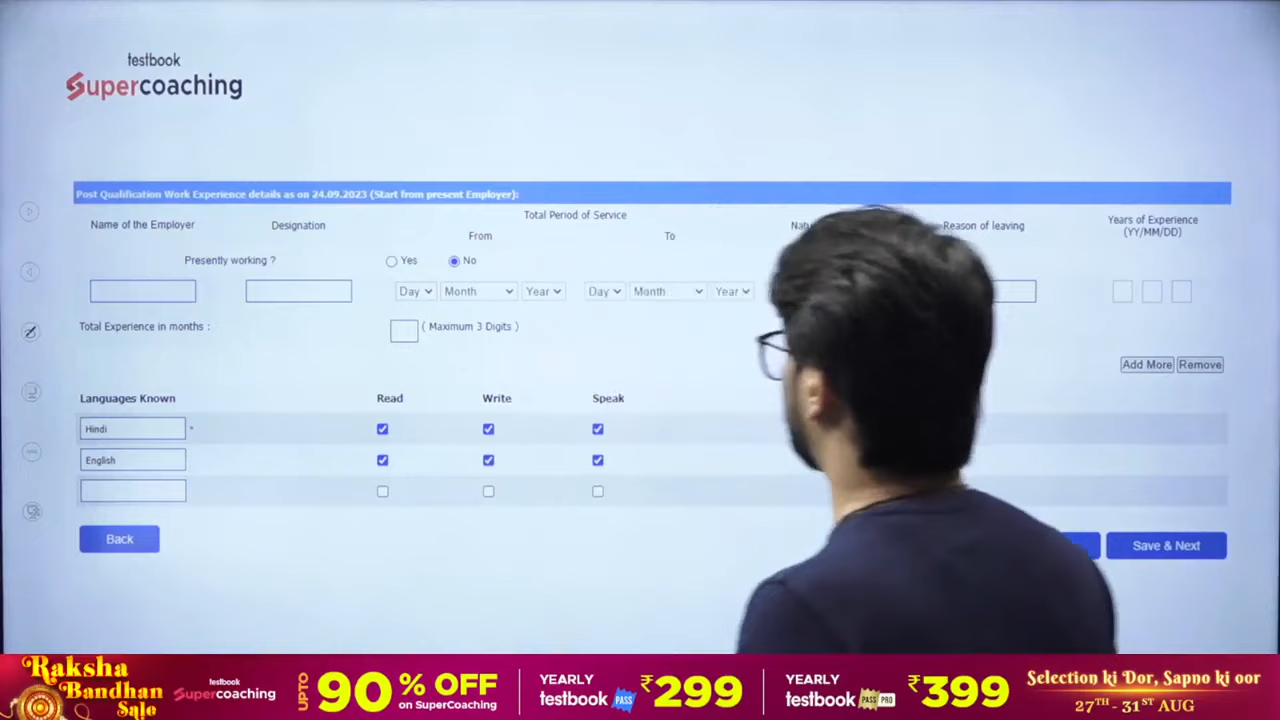 testbook
Supercoaching
Post Qualification Work Experience details as on 24.09.2023 (Start from present Employer):
Name of the Employer
Designation
Total Period of Service
From
To
Reason of leaving
Years of Experience
(YY/MM/DD)
Presently working ?
Yes
No
Day
Month
Year
Day
Month
Year
Total Experience in months :
( Maximum 3 Digits )
Add More
Remove
Languages Known
Read
Write
Speak
Hindi
*
English
Back
Save & Next
Raksha
Bandhan
Sale
testbook
Supercoaching
UPTO
90% OFF
on SuperCoaching
YEARLY
testbook PASS
₹299
YEARLY
testbook PASS PRO
₹399
Selection ki Dor, Sapno ki oor
27TH - 31ST AUG